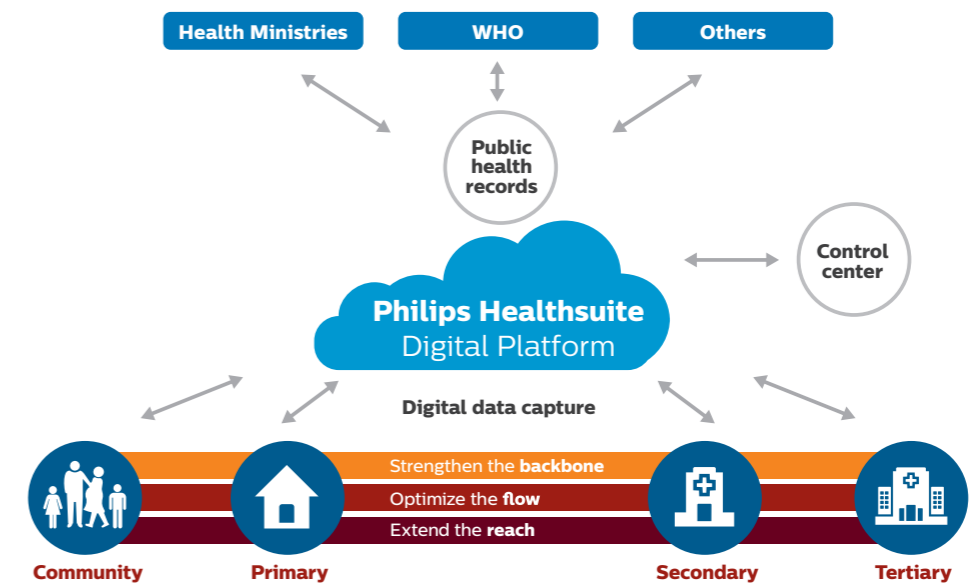 Health Ministries
WHO
Others
Public
health
records
Control
center
Philips Healthsuite
Digital Platform
Digital data capture
Strengthen the backbone
Optimize the flow
Extend the reach
Community
Primary
Secondary
Tertiary